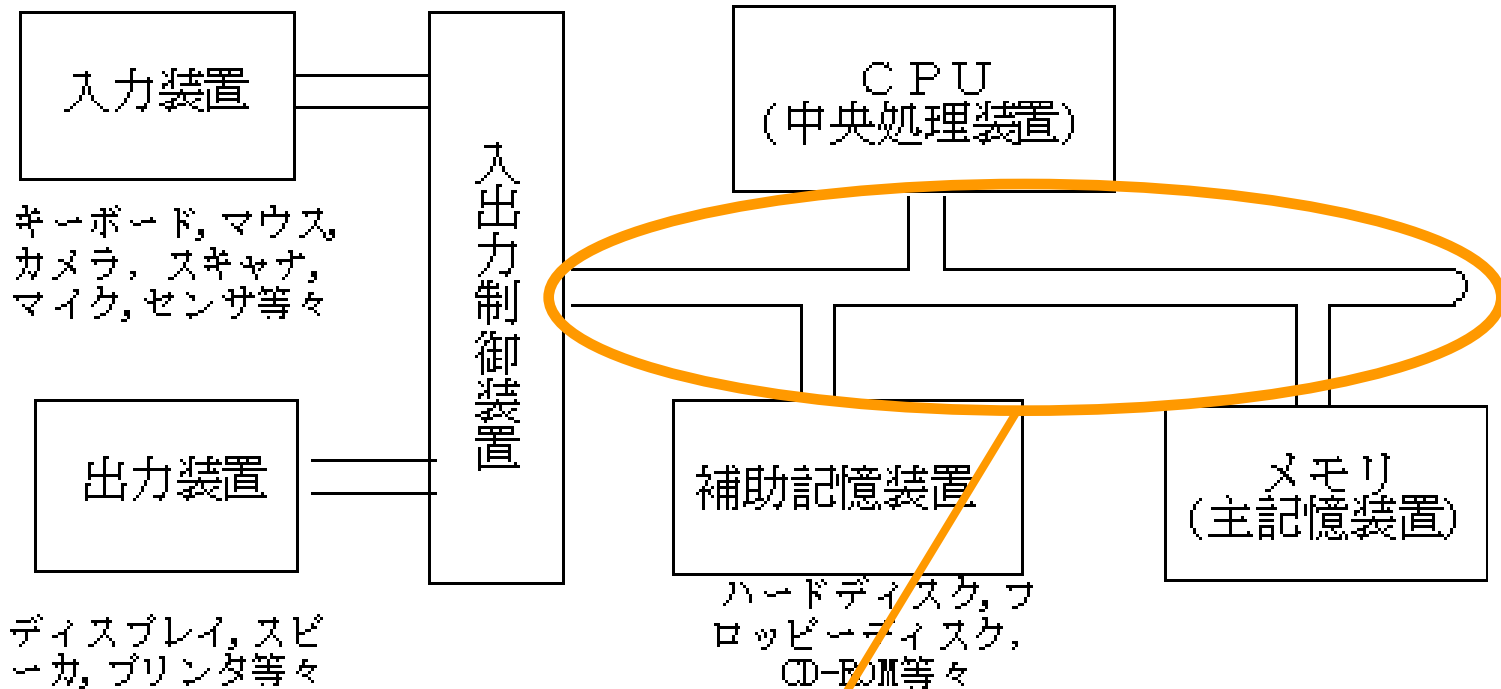 入力装置
キーボード,マウス,
カメラ, スキャナ,
マイク,センサ等々
出力装置
ディスプレイ,スピ
ーカ,プリンタ等々
入出力制御装置
ＣＰＵ
(中央処理装置)
補助記憶装置
ハードディスク,フ
ロッピーディスク,
CD-ROM等々
メモリ
(主記憶装置)